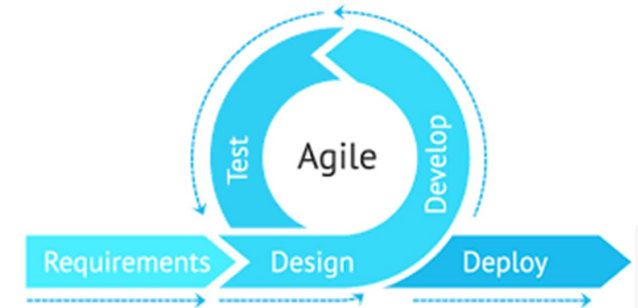 Agile
Test
Develop
Requirements
Design
Deploy